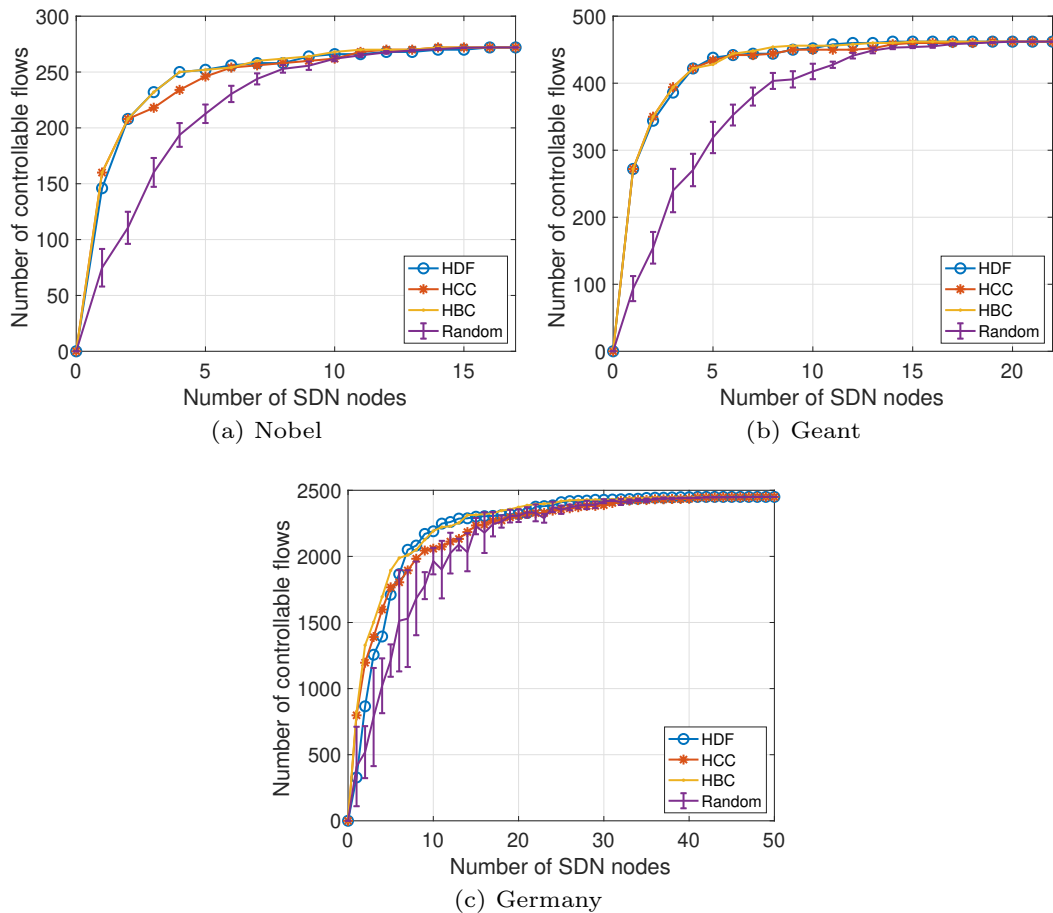 300
250
200
150
100
50
0
Number of controllable flows
0 5 10 15
Number of SDN nodes
HDF
HCC
HBC
Random
(a) Nobel
500
400
300
200
100
0
Number of controllable flows
0 5 10 15 20
Number of SDN nodes
HDF
HCC
HBC
Random
(b) Geant
2500
2000
1500
1000
500
0
Number of controllable flows
0 10 20 30 40 50
Number of SDN nodes
HDF
HCC
HBC
Random
(c) Germany